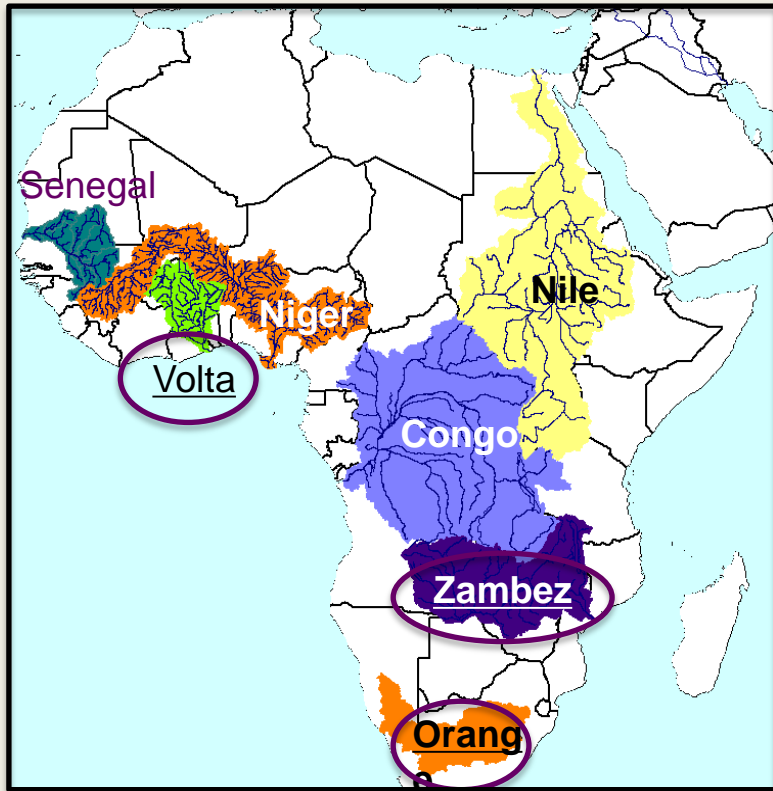 Senegal
Nile
Niger
Volta
Congo
Zambez
Orang
e